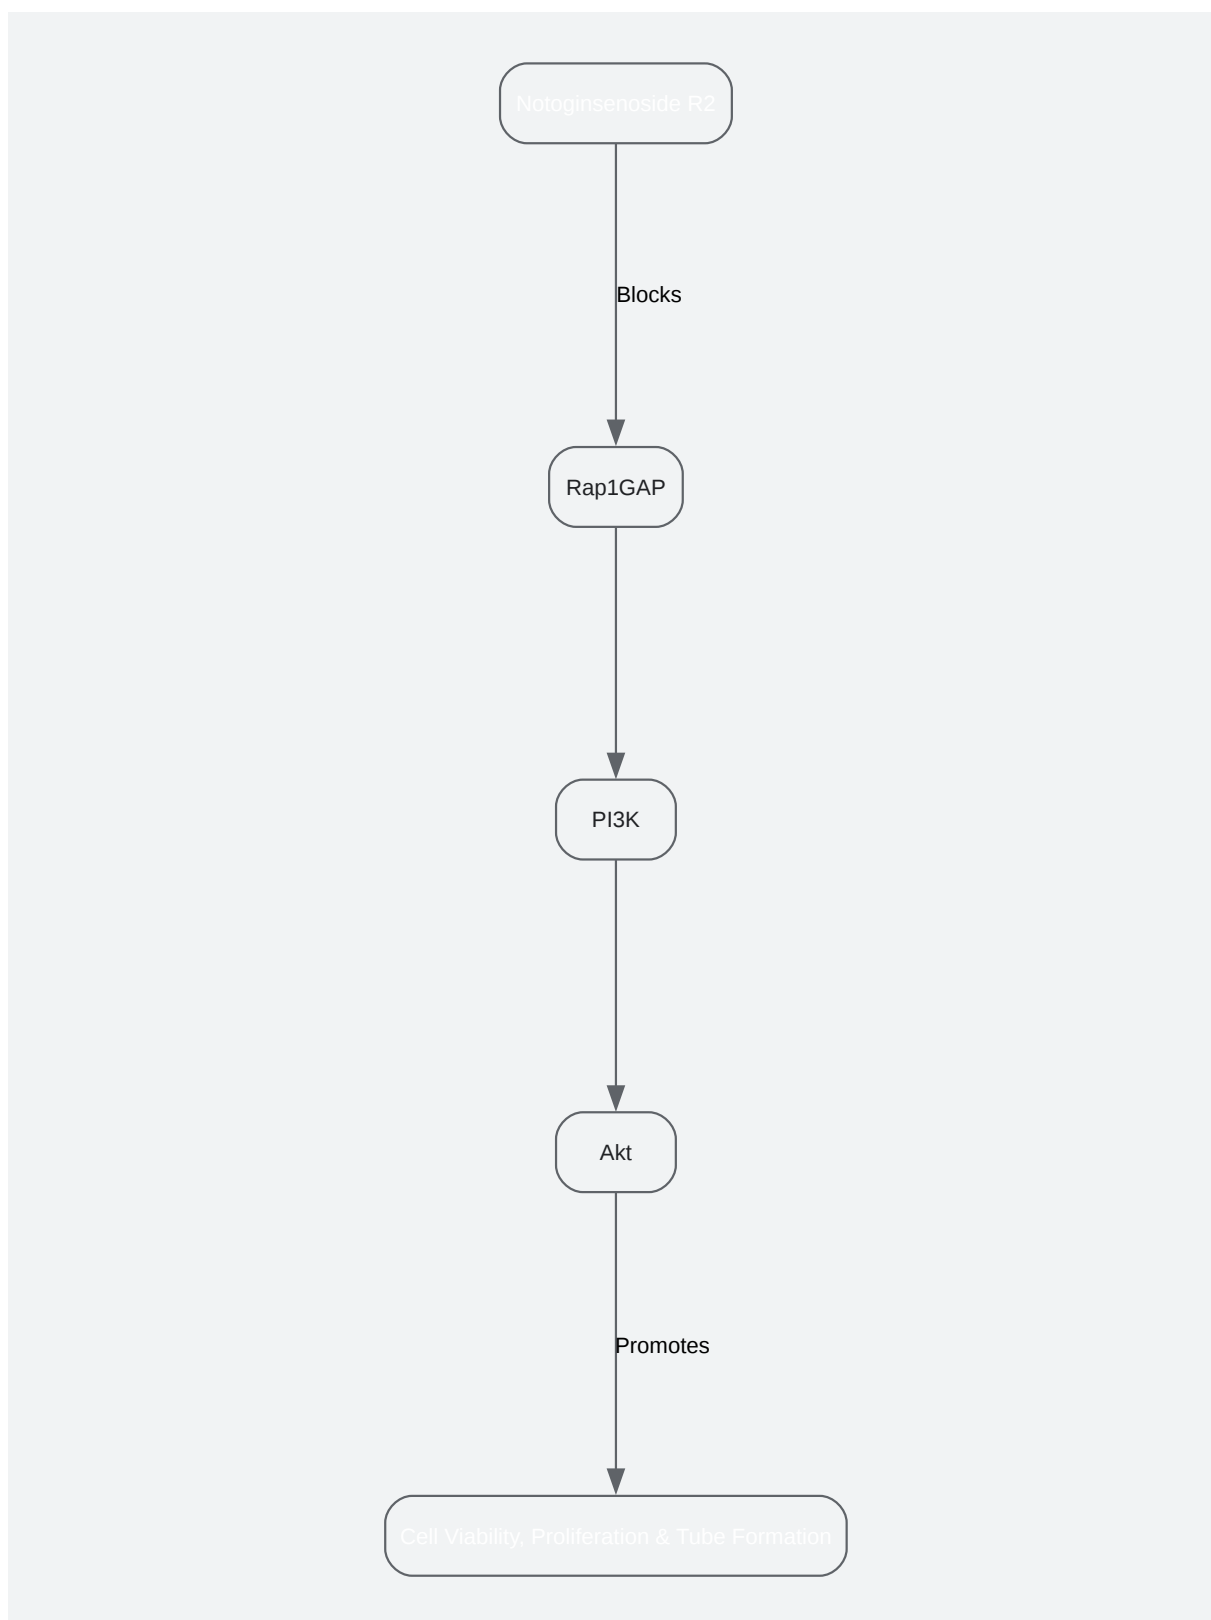 Notoginsenoside R2
Blocks
Rap1GAP
PI3K
Akt
Promotes
Cell Viability, Proliferation & Tube Formation